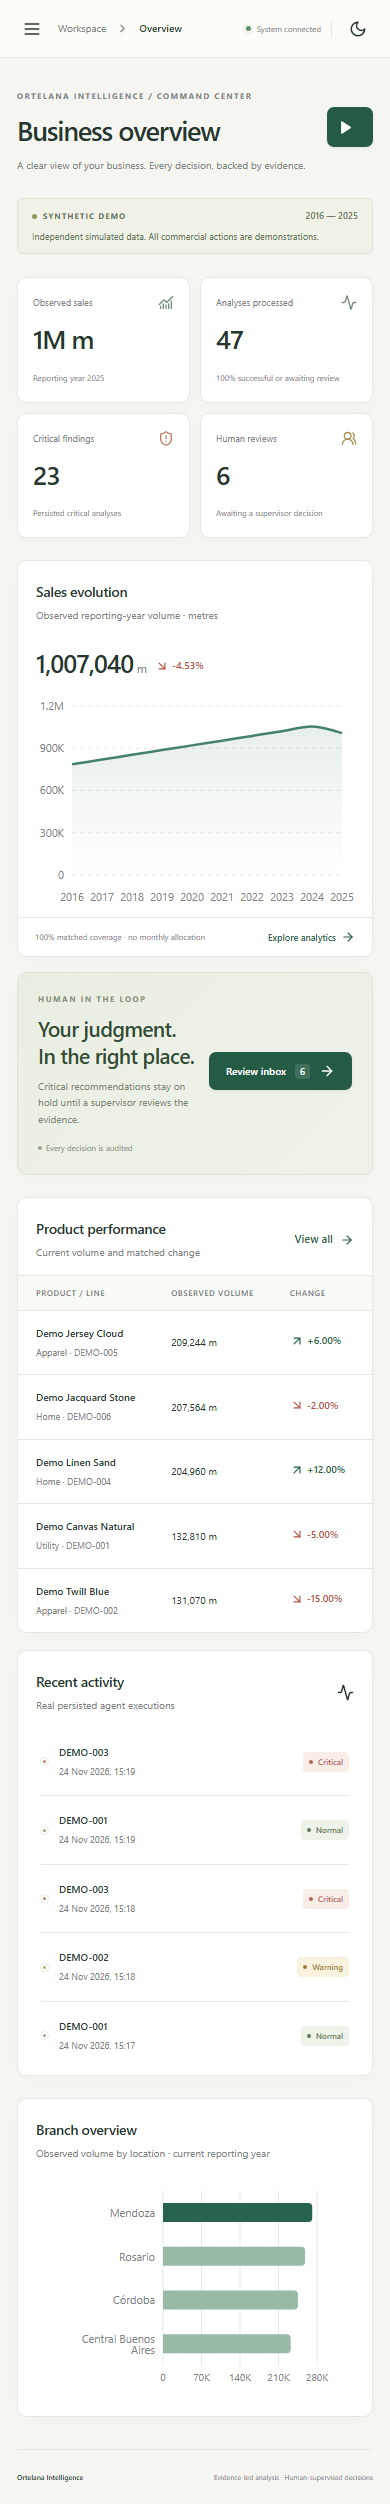 Workspace > Overview
System connected
ORTELANA INTELLIGENCE / COMMAND CENTER
Business overview
A clear view of your business. Every decision, backed by evidence.
SYNTHETIC DEMO
2016 — 2025
Independent simulated data. All commercial actions are demonstrations.
Observed sales
1M m
Reporting year 2025
Analyses processed
47
100% successful or awaiting review
Critical findings
23
Persisted critical analyses
Human reviews
6
Awaiting a supervisor decision
Sales evolution
Observed reporting-year volume · metres
1,007,040 m
-4.53%
1.2M
900K
600K
300K
0
2016 2017 2018 2019 2020 2021 2022 2023 2024 2025
100% matched coverage · no monthly allocation
Explore analytics
HUMAN IN THE LOOP
Your judgment.
In the right place.
Critical recommendations stay on
hold until a supervisor reviews the
evidence.
Every decision is audited
Review inbox 6
Product performance
Current volume and matched change
View all
PRODUCT / LINE OBSERVED VOLUME CHANGE
Demo Jersey Cloud
Apparel · DEMO-005
209,244 m
+6.00%
Demo Jacquard Stone
Home · DEMO-006
207,564 m
-2.00%
Demo Linen Sand
Home · DEMO-004
204,960 m
+12.00%
Demo Canvas Natural
Utility · DEMO-001
132,810 m
-5.00%
Demo Twill Blue
Apparel · DEMO-002
131,070 m
-15.00%
Recent activity
Real persisted agent executions
DEMO-003
24 Nov 2026, 15:19
Critical
DEMO-001
24 Nov 2026, 15:19
Normal
DEMO-003
24 Nov 2026, 15:18
Critical
DEMO-002
24 Nov 2026, 15:18
Warning
DEMO-001
24 Nov 2026, 15:17
Normal
Branch overview
Observed volume by location · current reporting year
Mendoza
Rosario
Córdoba
Central Buenos
Aires
0 70K 140K 210K 280K
Ortelana Intelligence
Evidence-led analysis · Human-supervised decisions